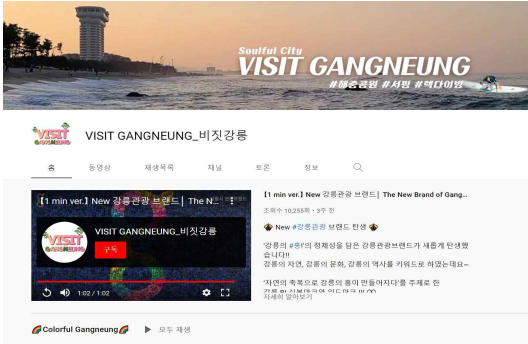 Soulful City
VISIT GANGNEUNG
#해중공원 #서핑 #렉다이빙
VISIT
GANGNEUNG
VISIT GANGNEUNG_비짓강릉
홈 동영상 재생목록 채널 토론 정보
【1 min ver.】 New 강릉관광 브랜드│ The N...
VISIT
GANGNEUNG
VISIT GANGNEUNG_비짓강릉
구독
1:02 / 1:02
【1 min ver.】 New 강릉관광 브랜드│ The New Brand of Gang...
조회수 10,255회 • 3주 전
New #강릉관광 브랜드 탄생
'강릉의 #흥!'의 정체성을 담은 강릉관광브랜드가 새롭게 탄생했
습니다!!
강릉의 자연, 강릉의 문화, 강릉의 역사를 키워드로 하였는데요~
'자연의 축복으로 강릉의 흥이 만들어지다'를 주제로 한
자세히 알아보기
Colorful Gangneung ▶ 모두 재생